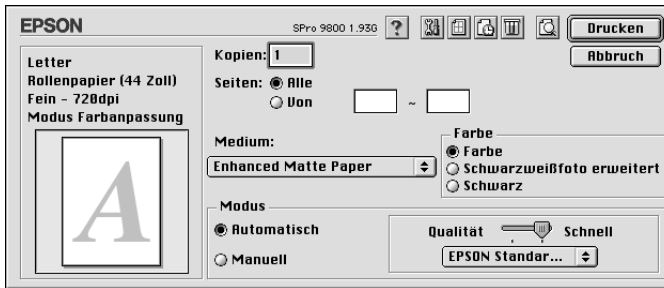 EPSON
SPro 9800 1.93G
?
Drucken
Abbruch
Letter
Rollenpapier (44 Zoll)
Fein - 720dpi
Modus Farbanpassung
A
Kopien: 1
Seiten: Alle
Von ~
Medium:
Enhanced Matte Paper
Farbe
Farbe
Schwarzweißfoto erweitert
Schwarz
Modus
Automatisch
Manuell
Qualität Schnell
EPSON Standar...